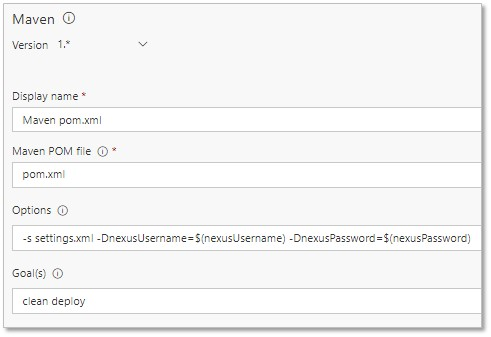 Maven
Version 1.*
Display name *
Maven pom.xml
Maven POM file *
pom.xml
Options
-s settings.xml -DnexusUsername=$(nexusUsername) -DnexusPassword=$(nexusPassword)
Goal(s)
clean deploy